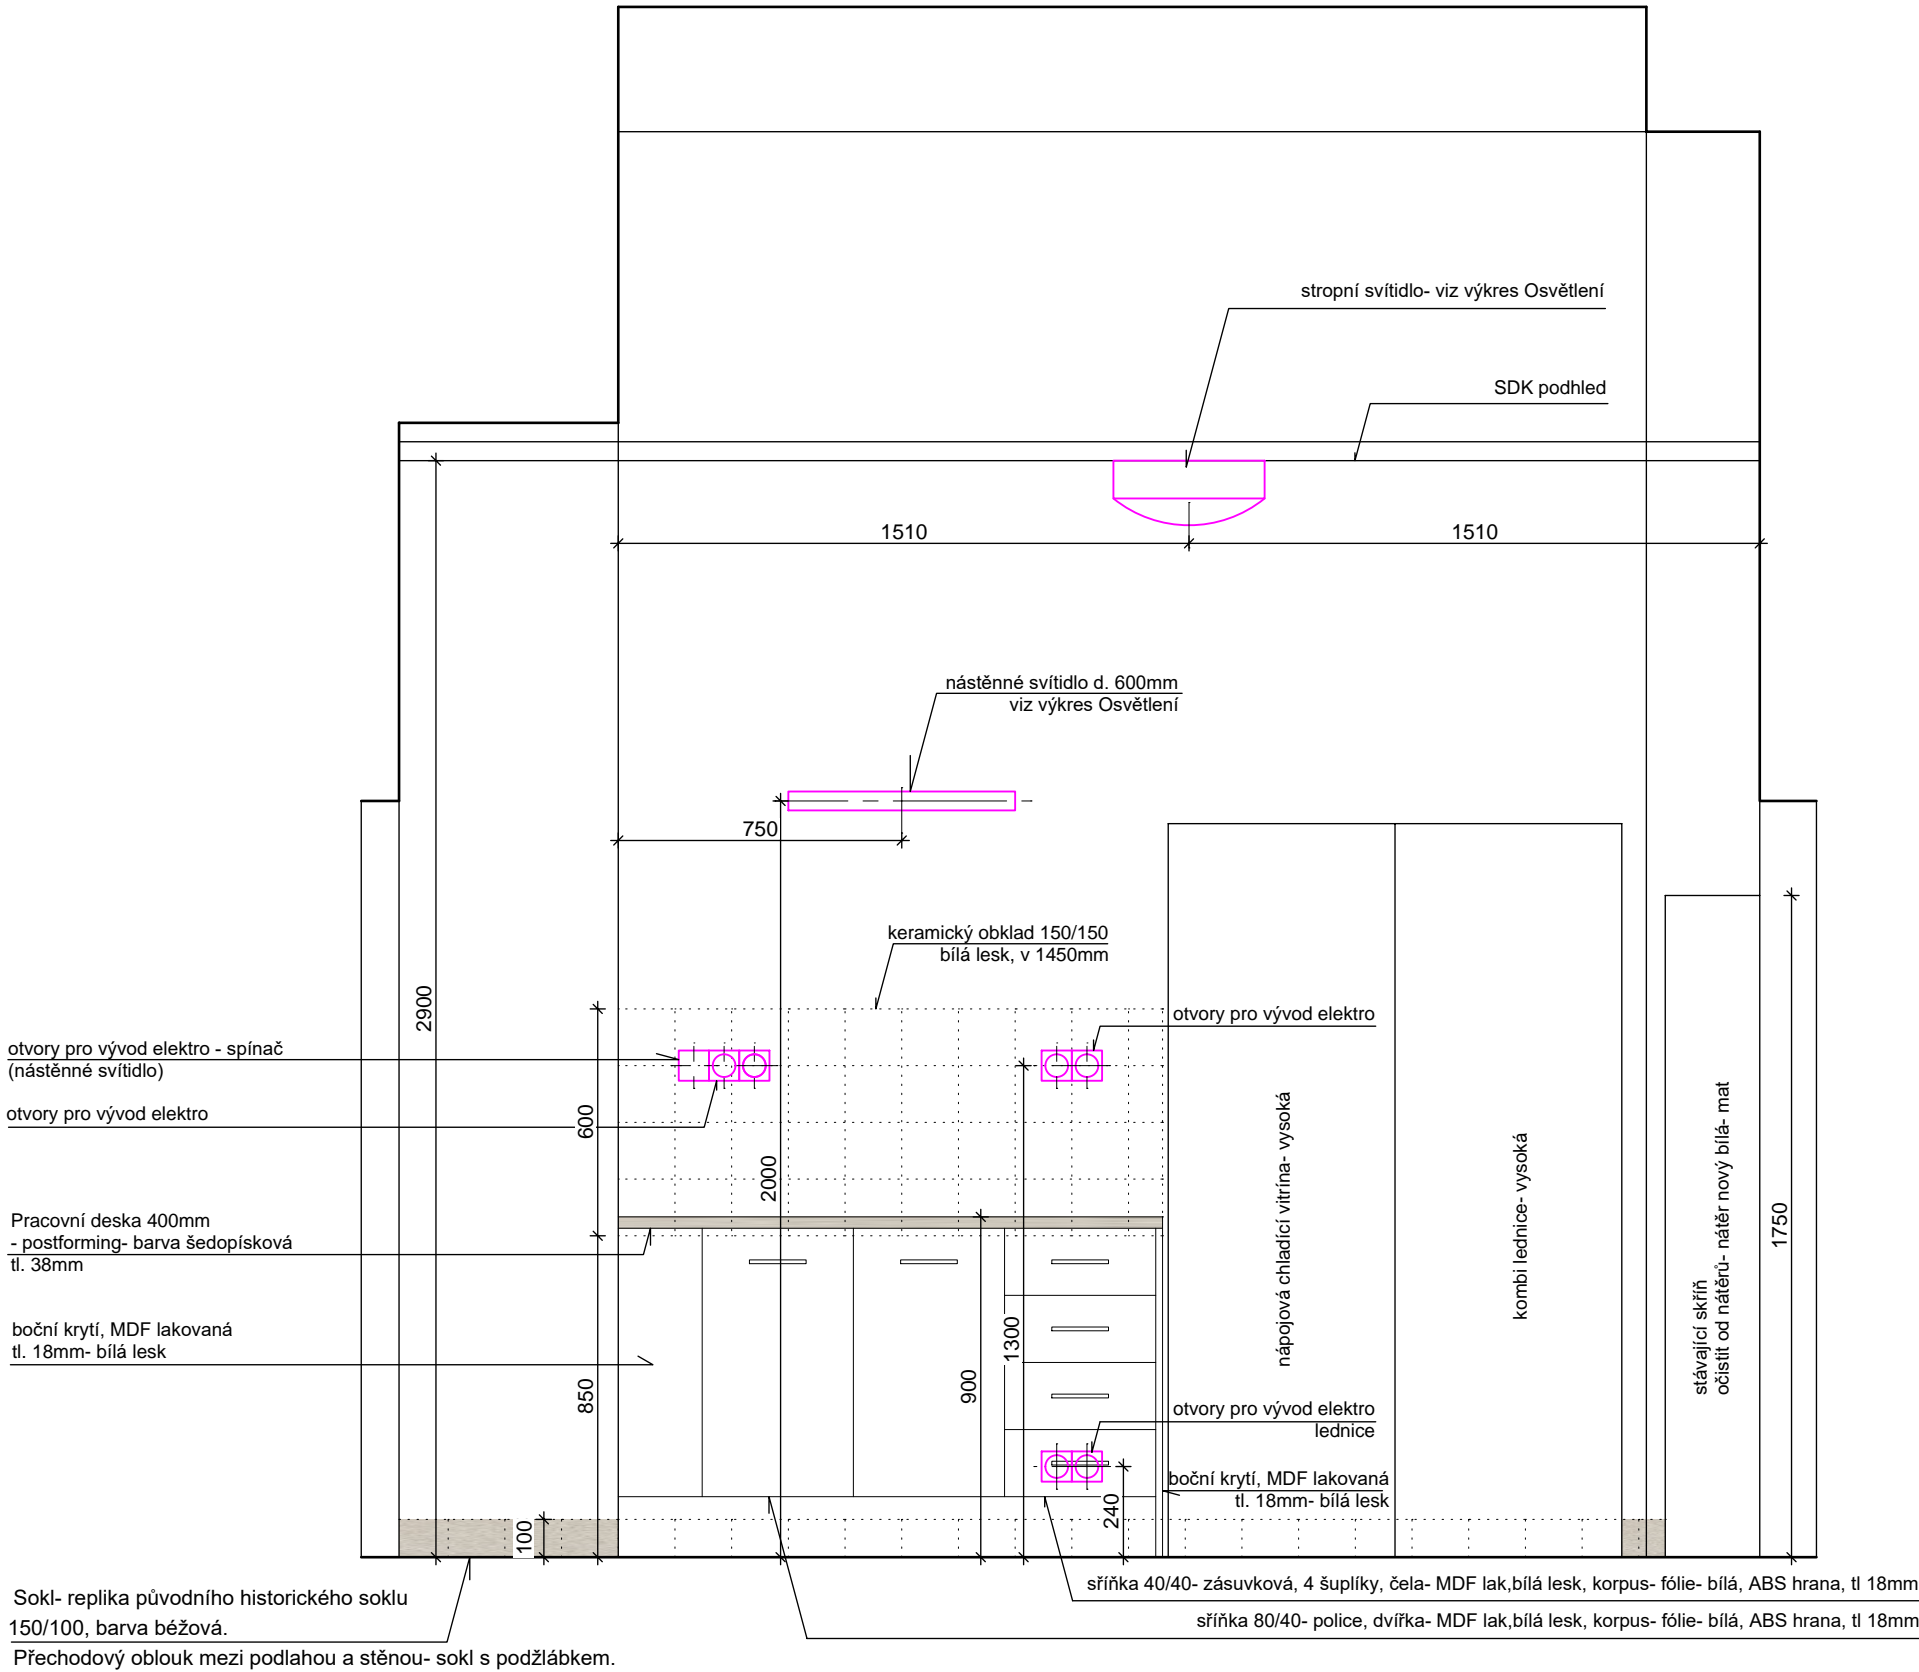 stropní svítidlo- viz výkres Osvětlení
SDK podhled
1510
1510
nástěnné svítidlo d. 600mm
viz výkres Osvětlení
750
keramický obklad 150/150
bílá lesk, v 1450mm
2900
otvory pro vývod elektro
otvory pro vývod elektro - spínač
(nástěnné svítidlo)
otvory pro vývod elektro
600
2000
nápojová chladící vitrína- vysoká
kombi lednice- vysoká
stávající skříň
očistit od nátěrů- nátěr nový bílá- mat
1750
Pracovní deska 400mm
- postforming- barva šedopísková
tl. 38mm
boční krytí, MDF lakovaná
tl. 18mm- bílá lesk
850
900
1300
otvory pro vývod elektro
lednice
boční krytí, MDF lakovaná
tl. 18mm- bílá lesk
240
100
Sokl- replika původního historického soklu
150/100, barva béžová.
Přechodový oblouk mezi podlahou a stěnou- sokl s podžlábkem.
sříňka 40/40- zásuvková, 4 šuplíky, čela- MDF lak,bílá lesk, korpus- fólie- bílá, ABS hrana, tl 18mm
sříňka 80/40- police, dvířka- MDF lak,bílá lesk, korpus- fólie- bílá, ABS hrana, tl 18mm